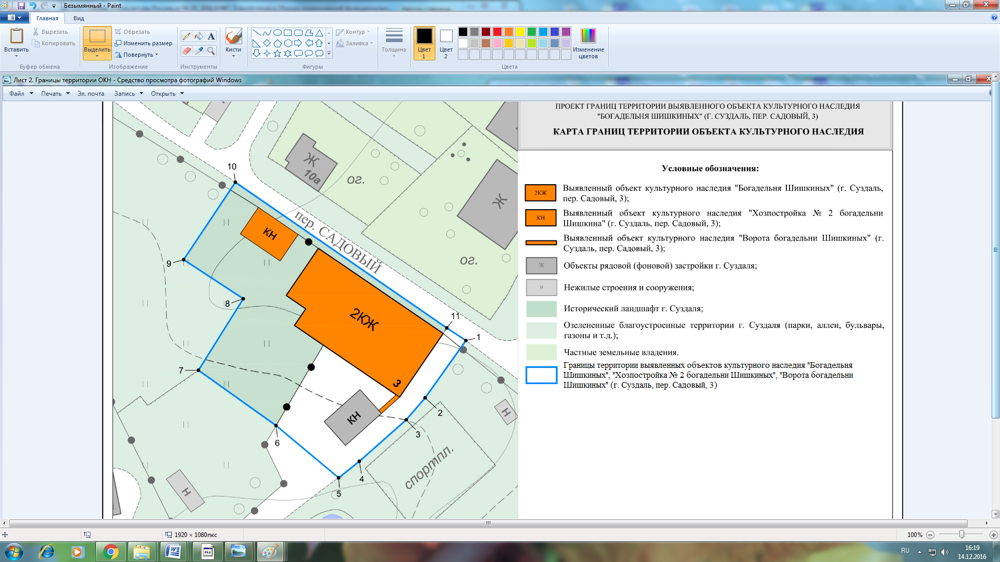 Безымянный - Paint
Главная
Вид
Вставить
Вырезать
Копировать
Буфер обмена
Выделить
Обрезать
Изменить размер
Повернуть
Изображение
Инструменты
Кисти
Контур
Заливка
Фигуры
Толщина
Цвет 1
Цвет 2
Изменение цветов
Цвета
Лист 2. Границы территории ОКН - Средство просмотра фотографий Windows
Файл
Печать
Эл. почта
Запись
Открыть
ПРОЕКТ ГРАНИЦ ТЕРРИТОРИИ ВЫЯВЛЕННОГО ОБЪЕКТА КУЛЬТУРНОГО НАСЛЕДИЯ
"БОГАДЕЛЬНЯ ШИШКИНЫХ" (Г. СУЗДАЛЬ, ПЕР. САДОВЫЙ, 3)
КАРТА ГРАНИЦ ТЕРРИТОРИИ ОБЪЕКТА КУЛЬТУРНОГО НАСЛЕДИЯ
10
Ж
10а
ог.
Ж
пер. САДОВЫЙ
КН
9
ог.
8
2КЖ
11
1
7
3
КН
2
Н
3
6
спортпл.
4
Н
5
Условные обозначения:
2КЖ
Выявленный объект культурного наследия "Богадельня Шишкиных" (г. Суздаль,
пер. Садовый, 3);
КН
Выявленный объект культурного наследия "Хозпостройка № 2 богадельни
Шишкина" (г. Суздаль, пер. Садовый, 3);
Выявленный объект культурного наследия "Ворота богадельни Шишкиных" (г.
Суздаль, пер. Садовый, 3);
Ж
Объекты рядовой (фоновой) застройки г. Суздаля;
Н
Нежилые строения и сооружения;
Исторический ландшафт г. Суздаля;
Озелененные благоустроенные территории г. Суздаля (парки, аллеи, бульвары,
газоны и т.д.);
Частные земельные владения.
Границы территории выявленных объектов культурного наследия "Богадельня
Шишкиных", "Хозпостройка № 2 богадельни Шишкиных", "Ворота богадельни
Шишкиных" (г. Суздаль, пер. Садовый, 3)
1920 × 1080пкс
100%
RU
16:19
14.12.2016